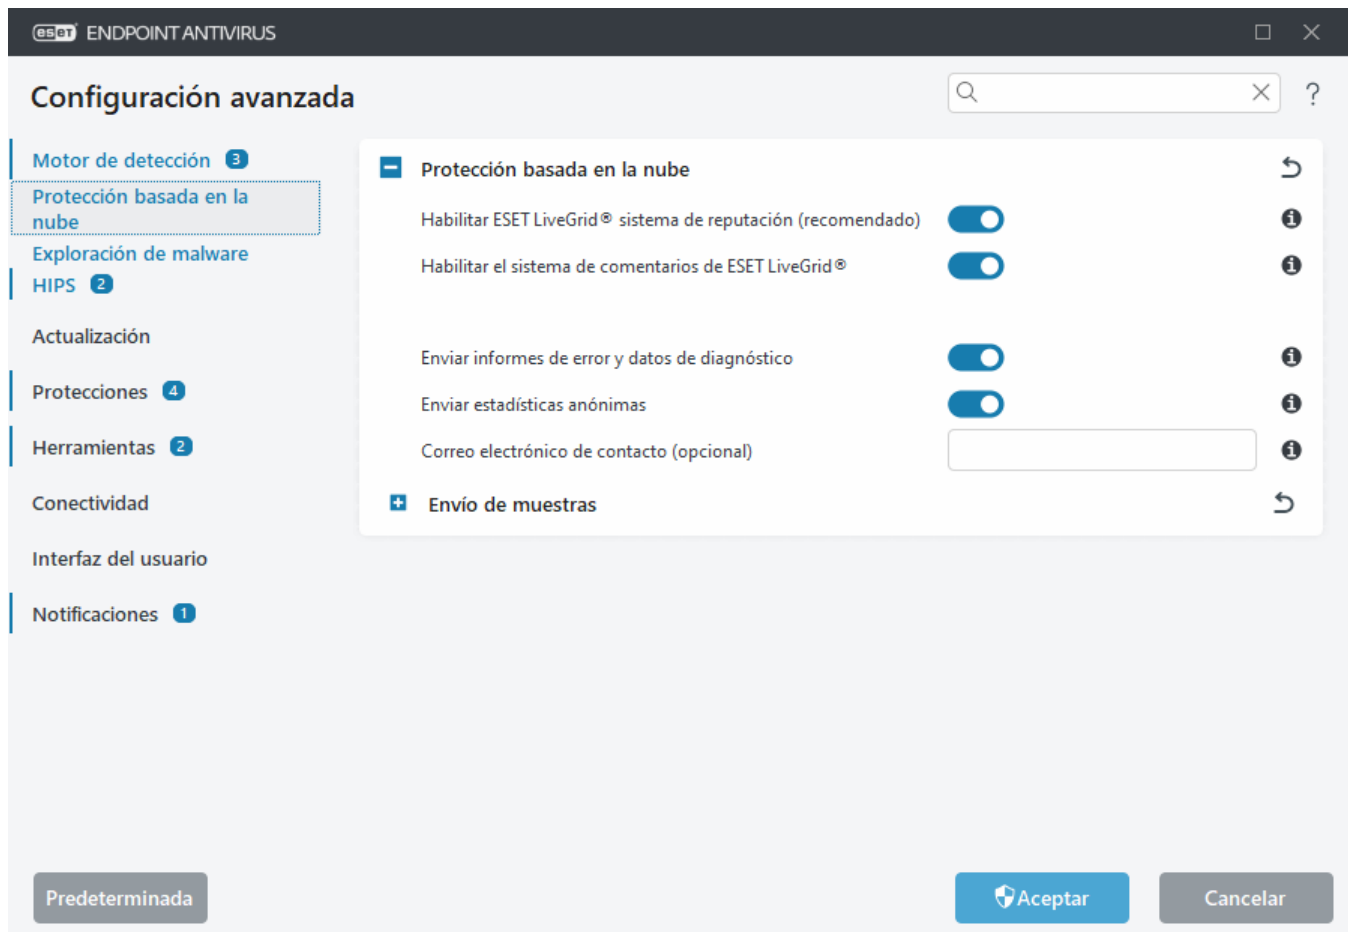 eset ENDPOINT ANTIVIRUS
Configuración avanzada
?
Motor de detección 3
Protección basada en la
nube
Exploración de malware
HIPS 2
Actualización
Protecciones 4
Herramientas 2
Conectividad
Interfaz del usuario
Notificaciones 1
Protección basada en la nube
Habilitar ESET LiveGrid® sistema de reputación (recomendado)
Habilitar el sistema de comentarios de ESET LiveGrid®
Enviar informes de error y datos de diagnóstico
Enviar estadísticas anónimas
Correo electrónico de contacto (opcional)
Envío de muestras
Predeterminada
Aceptar
Cancelar